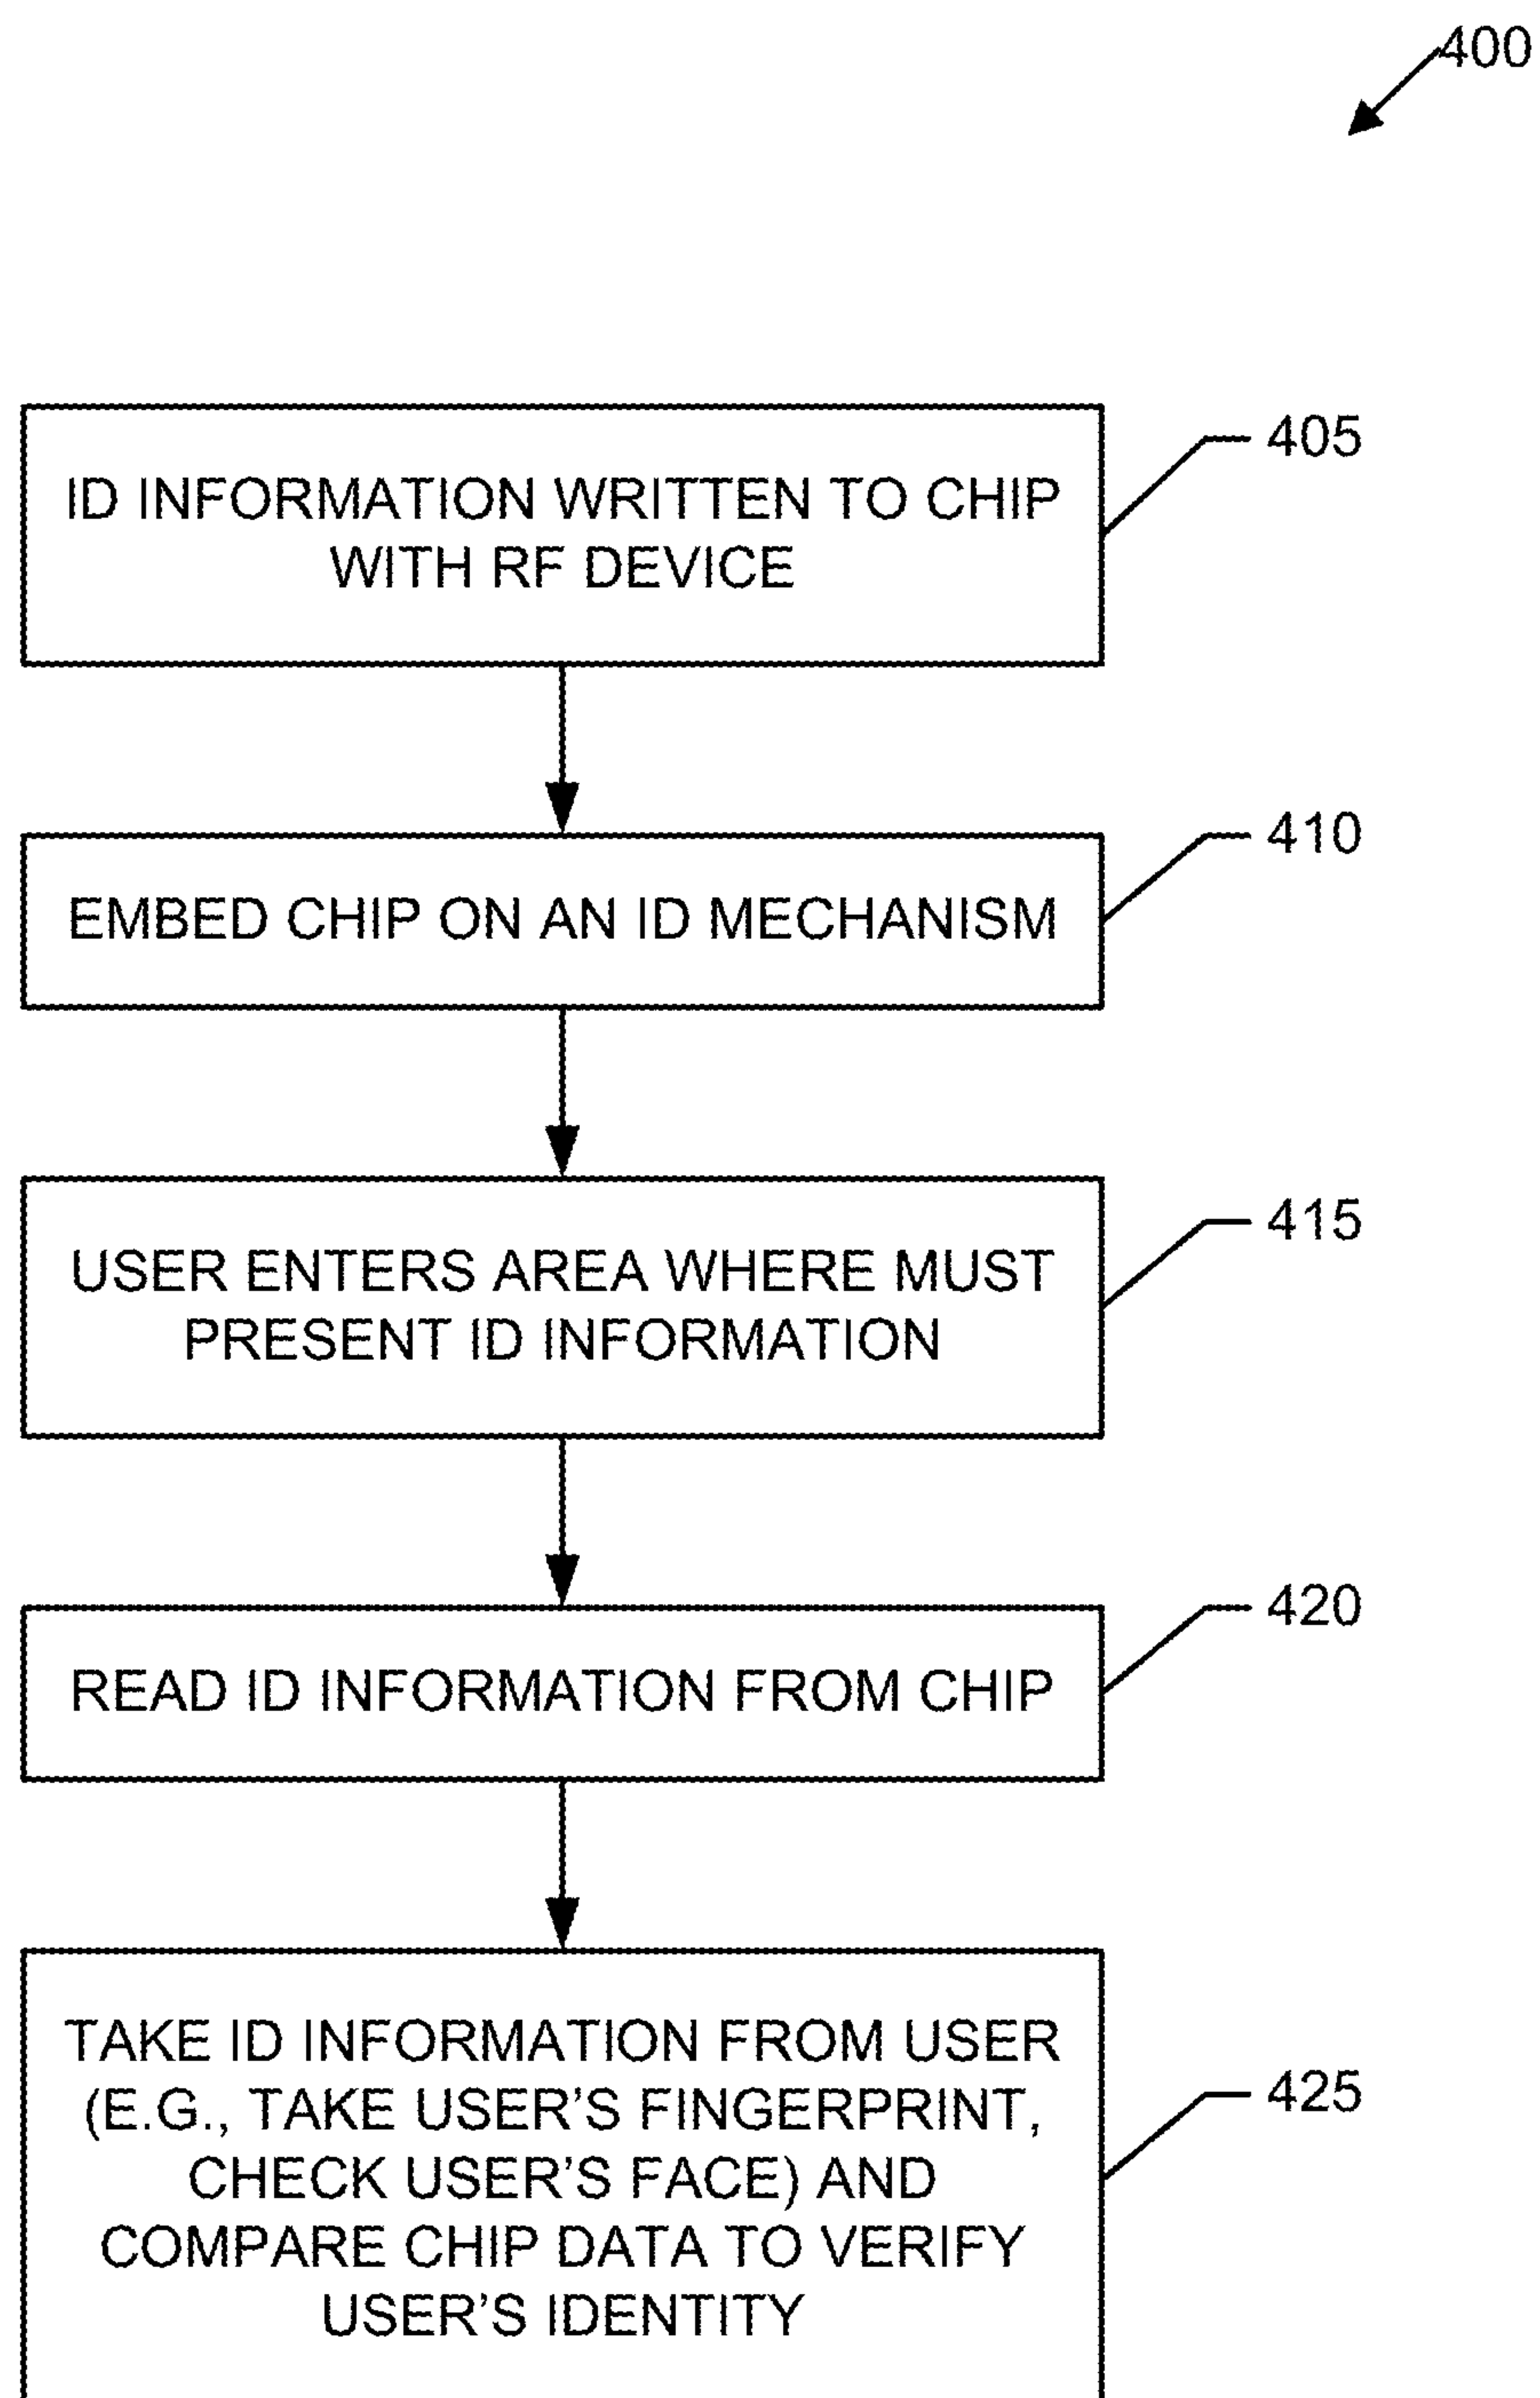 400
ID INFORMATION WRITTEN TO CHIP
WITH RF DEVICE
405
EMBED CHIP ON AN ID MECHANISM
410
USER ENTERS AREA WHERE MUST
PRESENT ID INFORMATION
415
READ ID INFORMATION FROM CHIP
420
TAKE ID INFORMATION FROM USER
(E.G., TAKE USER’S FINGERPRINT,
CHECK USER’S FACE) AND
COMPARE CHIP DATA TO VERIFY
USER’S IDENTITY
425